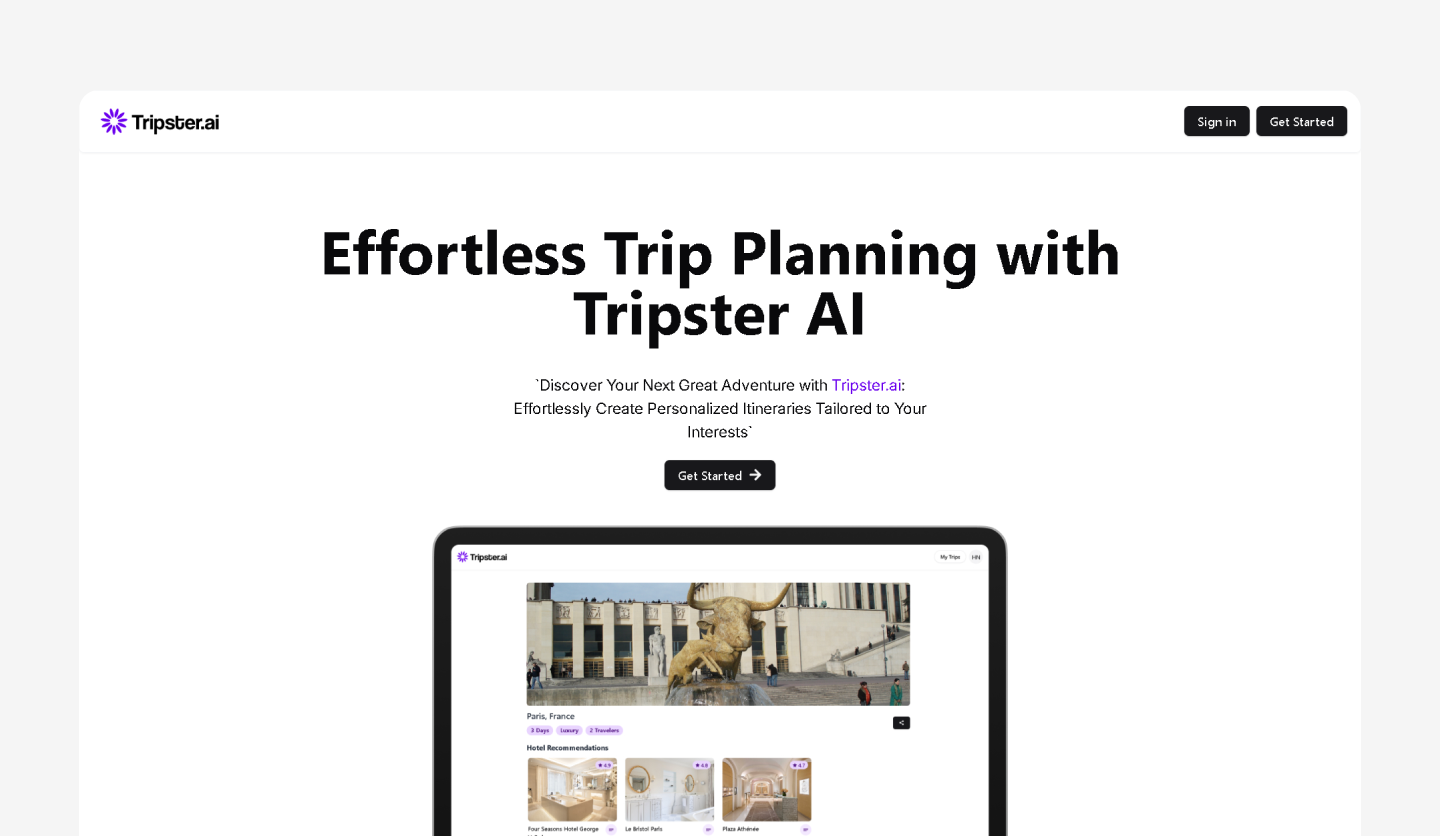 Tripster.ai
Sign in
Get Started
Effortless Trip Planning with
Tripster AI
`Discover Your Next Great Adventure with Tripster.ai:
Effortlessly Create Personalized Itineraries Tailored to Your
Interests`
Get Started
Tripster.ai
My Trips
HN
Paris, France
3 Days
Luxury
2 Travelers
Hotel Recommendations
4.9
4.8
4.7
Four Seasons Hotel George
Le Bristol Paris
Plaza Athénée